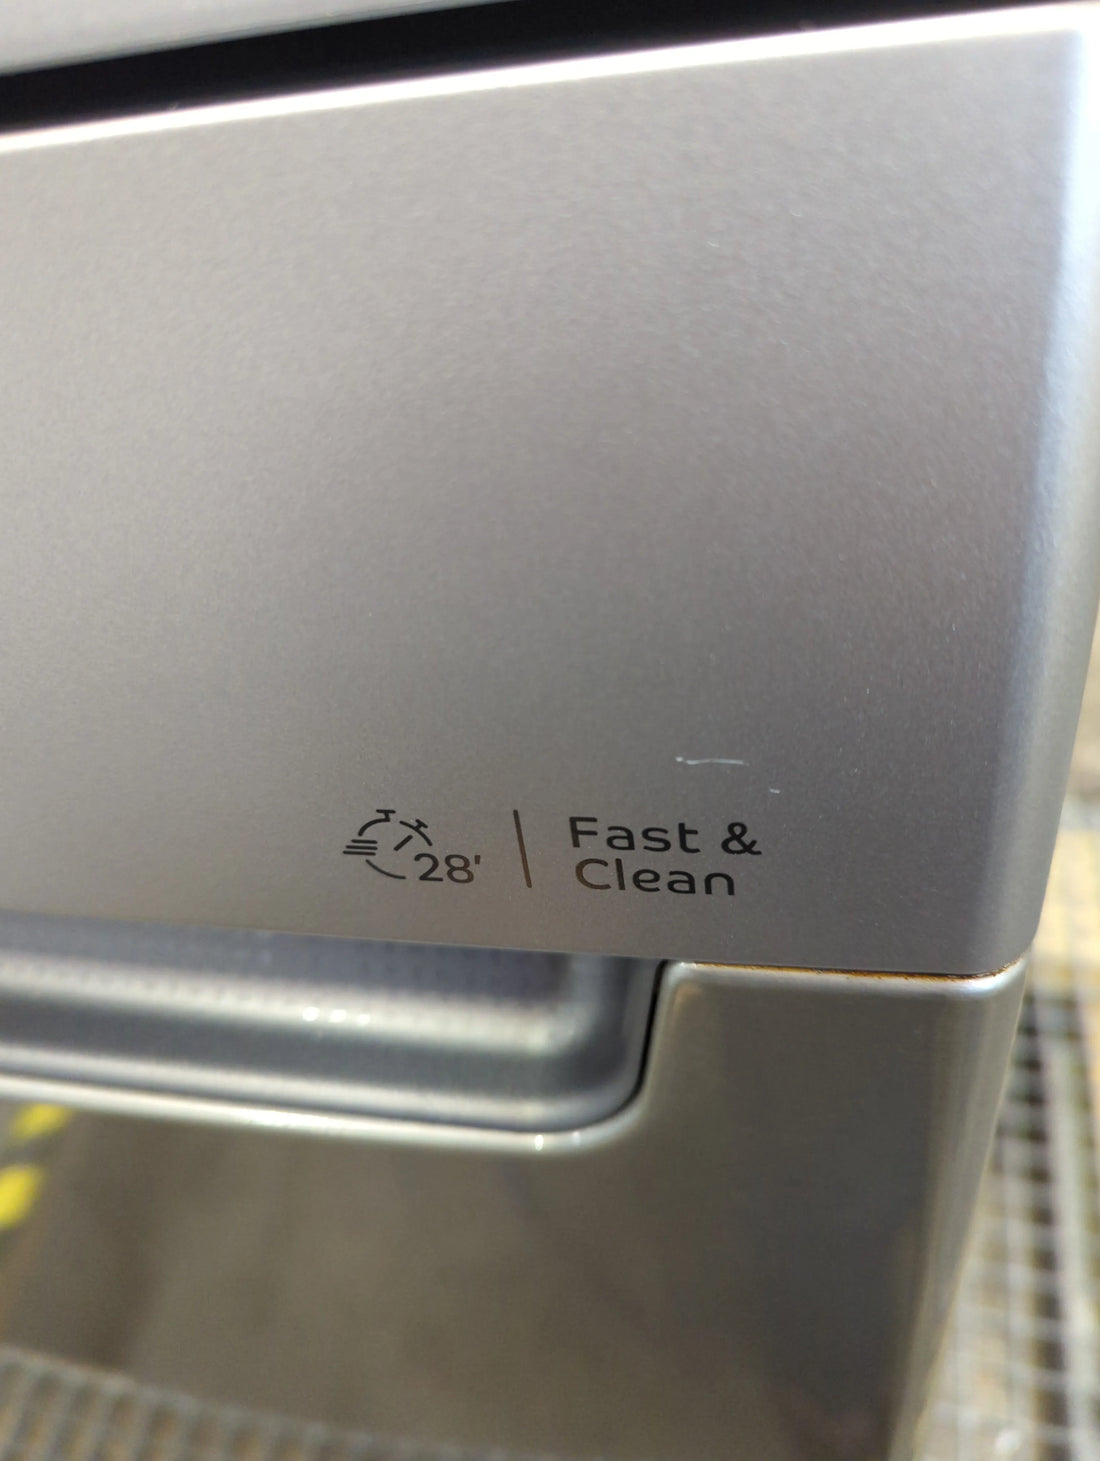 28' | Fast &
Clean